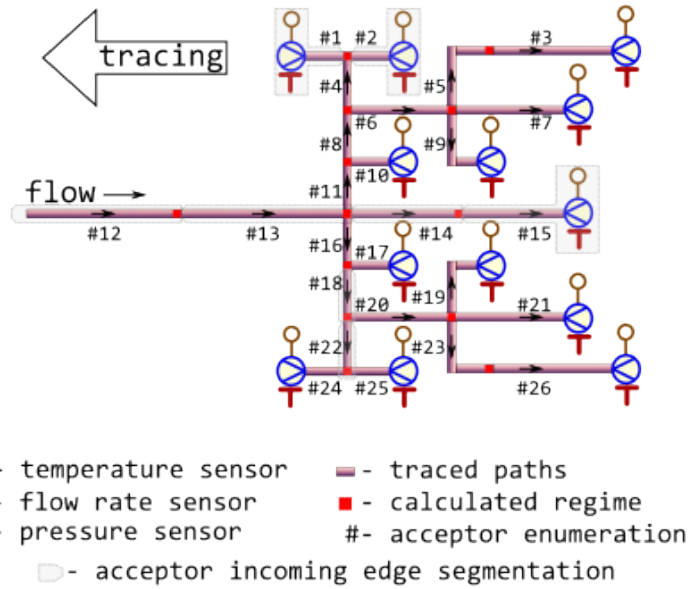 #1 #2 #3
tracing
#4 #5
#6 #7
#8 #9
#10
flow #11
#12 #13 #14 #15
#16 #17
#18 #20 #19 #21
#22 #23
#24 #25 #26
- temperature sensor - traced paths
- flow rate sensor - calculated regime
- pressure sensor #- acceptor enumeration
- acceptor incoming edge segmentation